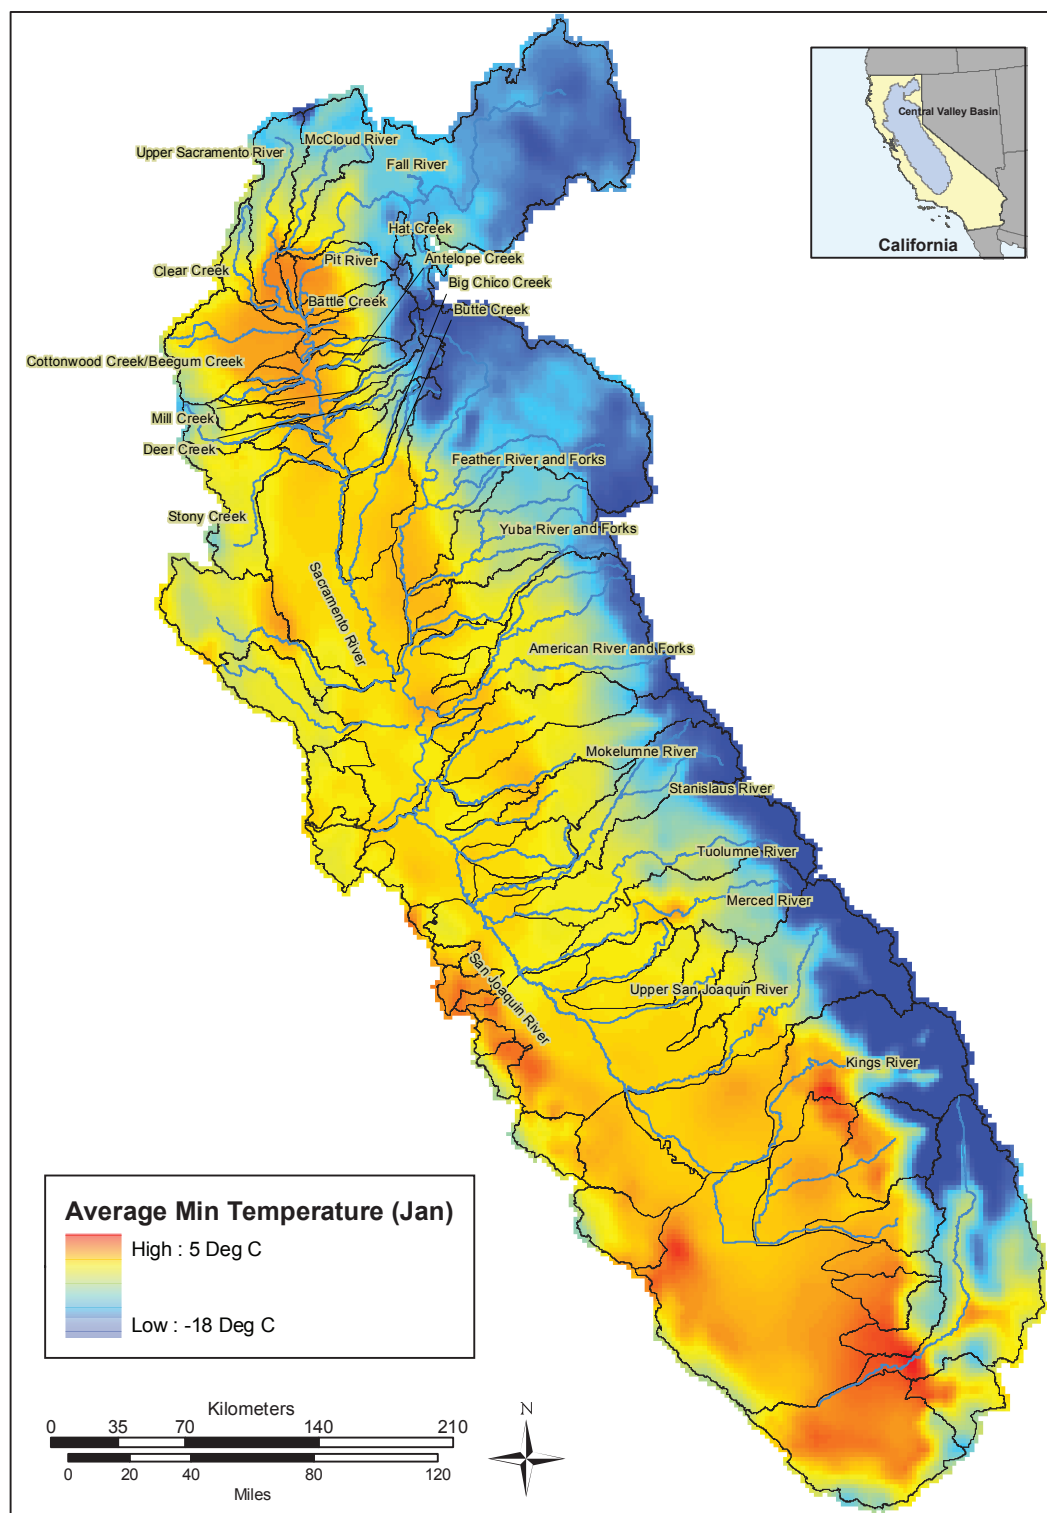 Central Valley Basin
California
McCloud River
Upper Sacramento River
Fall River
Hat Creek
Pit River
Antelope Creek
Clear Creek
Big Chico Creek
Battle Creek
Butte Creek
Cottonwood Creek/Beegum Creek
Mill Creek
Deer Creek
Feather River and Forks
Stony Creek
Yuba River and Forks
Sacramento River
American River and Forks
Mokelumne River
Stanislaus River
Tuolumne River
Merced River
San Joaquin River
Upper San Joaquin River
Kings River
Average Min Temperature (Jan)
High : 5 Deg C
Low : -18 Deg C
Kilometers
0 35 70 140 210
0 20 40 80 120
Miles
N